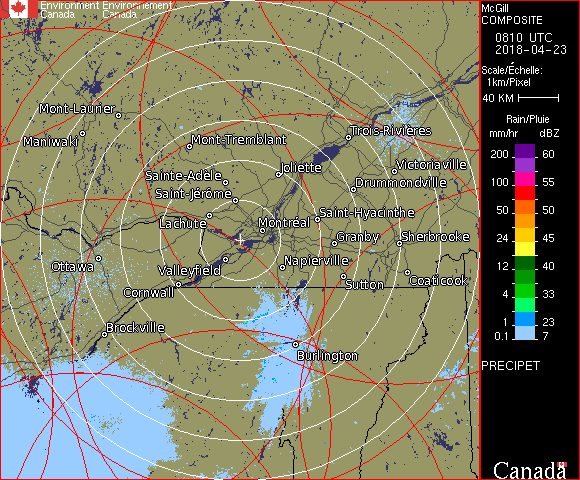 Environment Environnement
Canada Canada
McGill
COMPOSITE
0810 UTC
2018-04-23
Scale/Échelle:
1km/Pixel
40 KM
Rain/Pluie
mm/hr dBZ
200 60
100 55
50 50
24 45
12 40
4 33
1 23
0.1 7
PRECIPET
Canada
Mont-Laurier
Maniwaki
Mont-Tremblant
Trois-Rivières
Joliette
Victoriaville
Sainte-Adèle
Drummondville
Saint-Jérôme
Saint-Hyacinthe
Lachute
Montréal
Granby
Sherbrooke
Ottawa
Valleyfield
Napierville
Coaticook
Cornwall
Sutton
Brockville
Burlington